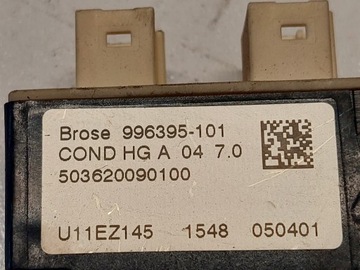 Brose 996395-101
COND HG A 04 7.0
503620090100
U11EZ145 1548 050401